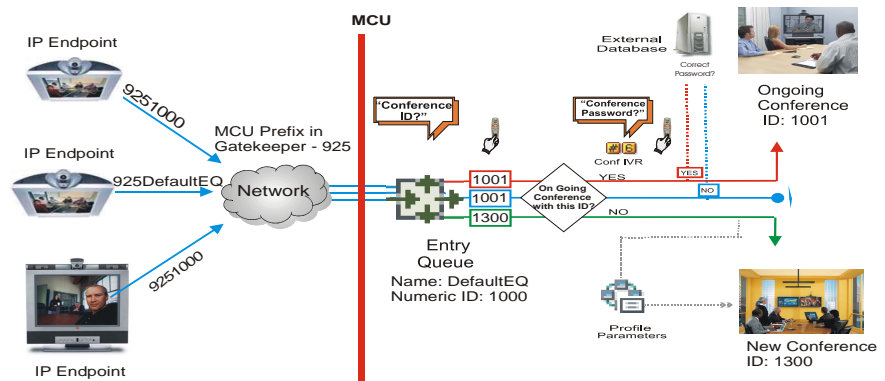 MCU
IP Endpoint
9251000
IP Endpoint
925DefaultEQ
9251000
IP Endpoint
MCU Prefix in
Gatekeeper - 925
Network
"Conference
ID?"
Entry
Queue
Name: DefaultEQ
Numeric ID: 1000
1001
1001
1300
"Conference
Password?"
# 6
Conf IVR
On Going
Conference
with this ID?
YES
NO
External
Database
Correct
Password?
YES
NO
Profile
Parameters
Ongoing
Conference
ID: 1001
New Conference
ID: 1300